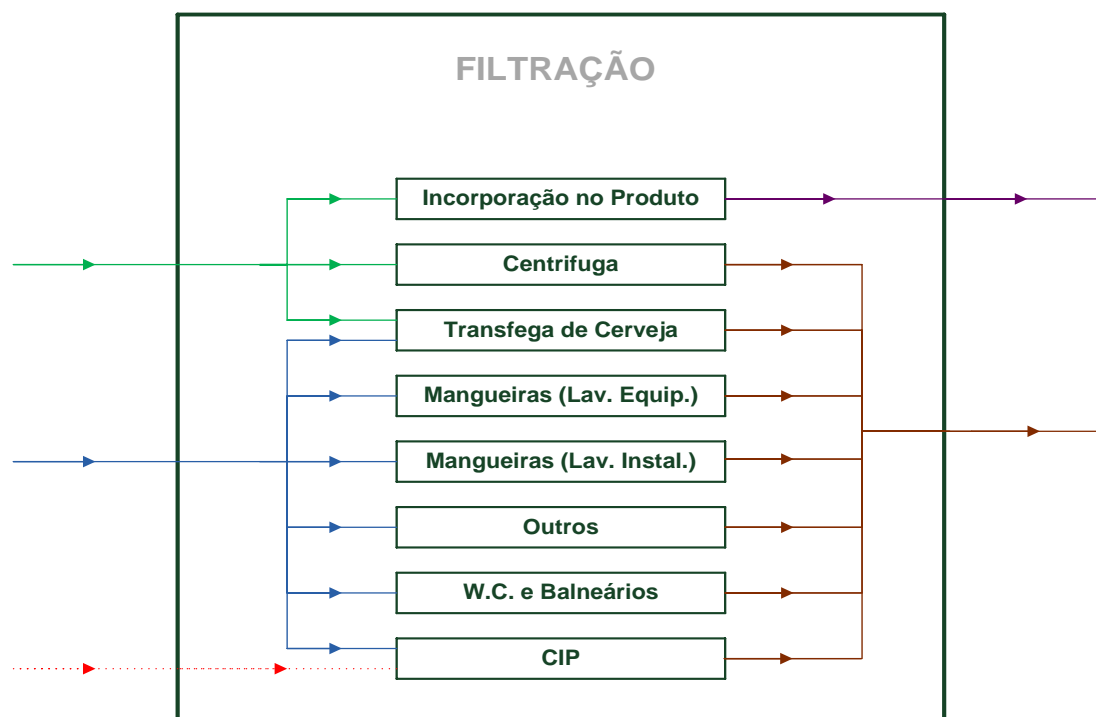 FILTRAÇÃO
Incorporação no Produto
Centrifuga
Transfega de Cerveja
Mangueiras (Lav. Equip.)
Mangueiras (Lav. Instal.)
Outros
W.C. e Balneários
CIP